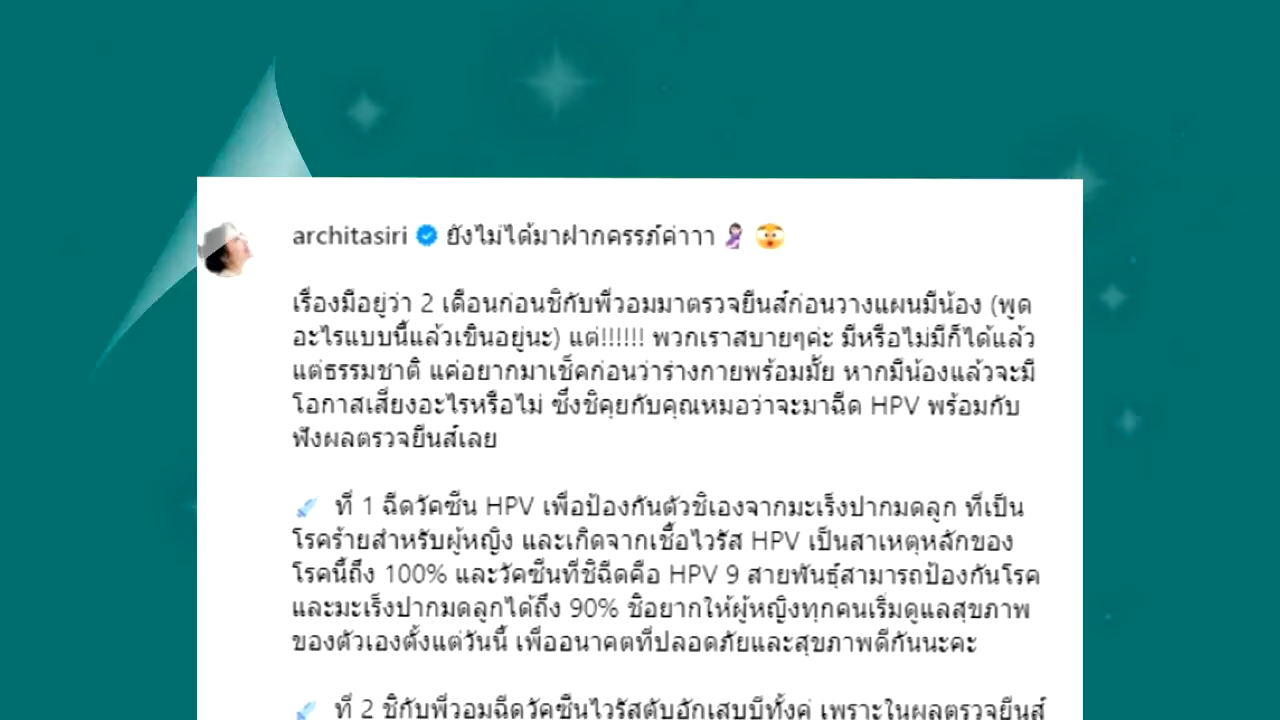 architasiri ยังไม่ได้มาฝากครรภ์ค่าาา 🤰 😳
เรื่องมีอยู่ว่า 2 เดือนก่อนชิกับพี่วอมมาตรวจยีนส์ก่อนวางแผนมีน้อง (พูด
อะไรแบบนี้แล้วเขินอยู่นะ) แต่!!!!!! พวกเราสบายๆค่ะ มีหรือไม่มีก็ได้แล้ว
แต่ธรรมชาติ แค่อยากมาเช็คก่อนว่าร่างกายพร้อมมั้ย หากมีน้องแล้วจะมี
โอกาสเสี่ยงอะไรหรือไม่ ซึ่งชิคุยกับคุณหมอว่าจะมาฉีด HPV พร้อมกับ
ฟังผลตรวจยีนส์เลย
ที่ 1 ฉีดวัคซีน HPV เพื่อป้องกันตัวชิเองจากมะเร็งปากมดลูก ที่เป็น
โรคร้ายสำหรับผู้หญิง และเกิดจากเชื้อไวรัส HPV เป็นสาเหตุหลักของ
โรคนี้ถึง 100% และวัคซีนที่ชิฉีดคือ HPV 9 สายพันธุ์สามารถป้องกันโรค
และมะเร็งปากมดลูกได้ถึง 90% ชิอยากให้ผู้หญิงทุกคนเริ่มดูแลสุขภาพ
ของตัวเองตั้งแต่วันนี้ เพื่ออนาคตที่ปลอดภัยและสุขภาพดีกันนะคะ
ที่ 2 ชิกับพี่วอมฉีดวัคซีนไวรัสตับอักเสบบีทั้งคู่ เพราะในผลตรวจยีนส์